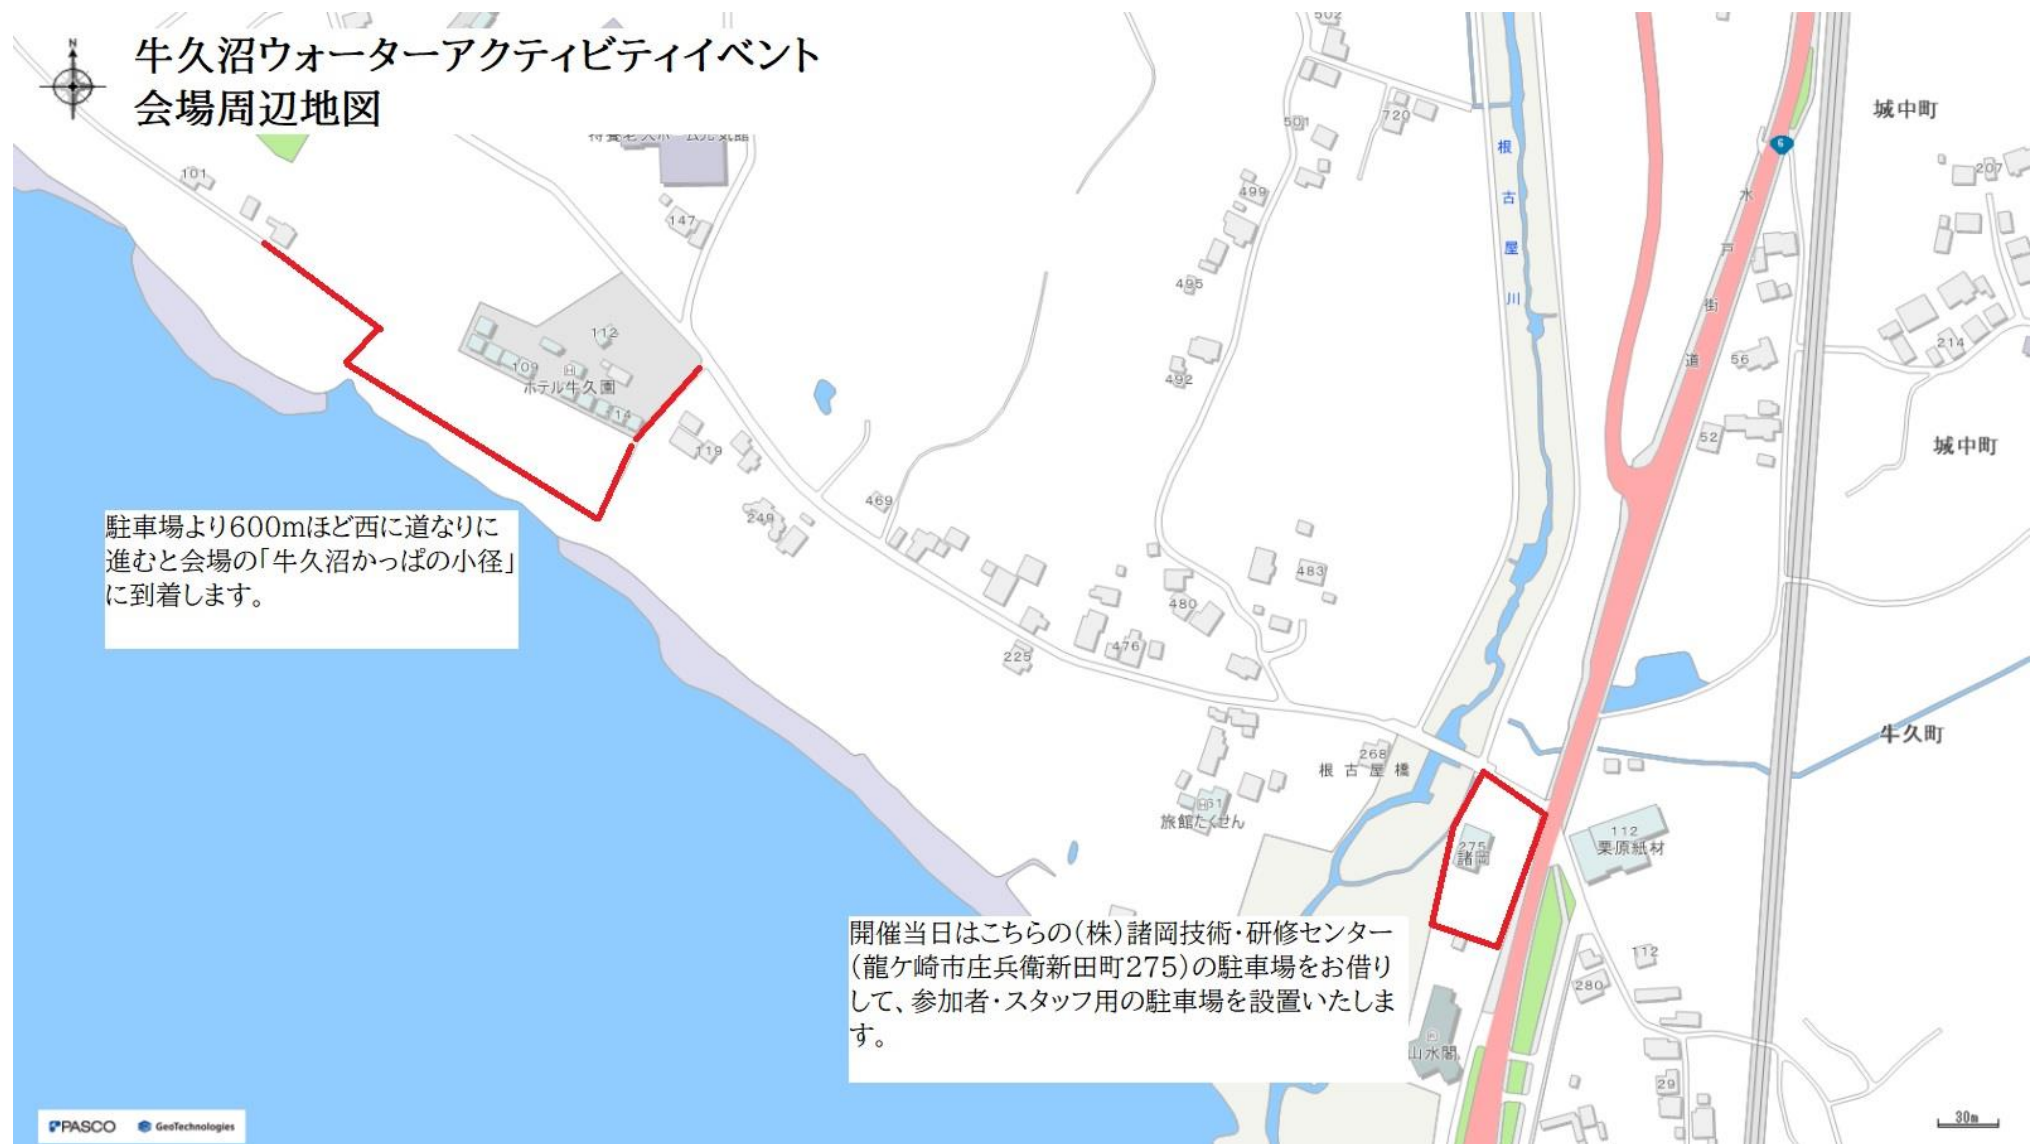 牛久沼ウォーターアクティビティイベント
会場周辺地図
N
502
501
720
城中町
6
207
101
147
499
根古屋川
水戸街道
495
112
109
ホテル牛久園
14
492
56
214
119
52
城中町
469
249
駐車場より600mほど西に道なりに
進むと会場の「牛久沼かっぱの小径」
に到着します。
483
480
476
225
牛久町
268
根古屋橋
旅館たくせん
112
栗原紙材
275
諸岡
開催当日はこちらの(株)諸岡技術・研修センター
(龍ケ崎市庄兵衛新田町275)の駐車場をお借り
して、参加者・スタッフ用の駐車場を設置いたしま
す。
112
280
山水閣
29
PASCO
GeoTechnologies
30m